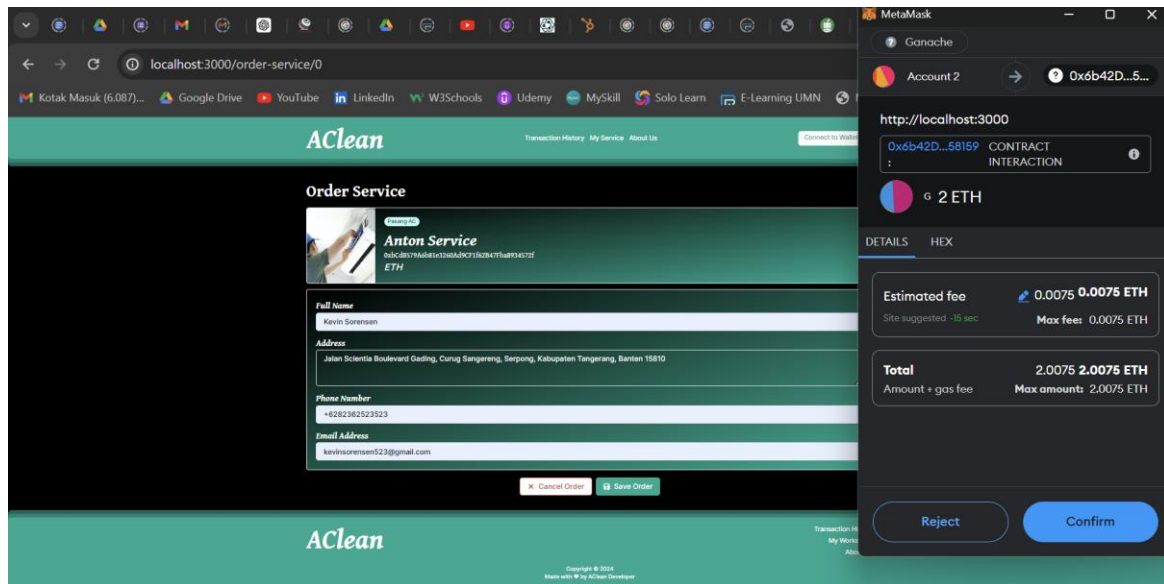 localhost:3000/order-service/0
Kotak Masuk (6.087)...
Google Drive
YouTube
LinkedIn
W3Schools
Udemy
MySkill
Solo Learn
E-Learning UMN
AClean
Transaction History My Service About Us
Connect to Wallet
Order Service
Pasang AC
Anton Service
ETH
Full Name
Kevin Sorensen
Address
Jalan Scientia Boulevard Gading, Curug Sangereng, Serpong, Kabupaten Tangerang, Banten 15810
Phone Number
+6282362523523
Email Address
kevinsorensen523@gmail.com
Cancel Order
Save Order
AClean
Copyright © 2024
Made with ♥ by AClean Developer
MetaMask
Ganache
Account 2
0x6b42D...5...
http://localhost:3000
0x6b42D...58159 CONTRACT
: INTERACTION
G 2 ETH
DETAILS HEX
Estimated fee 0.0075 0.0075 ETH
Site suggested ~15 sec Max fee: 0.0075 ETH
Total 2.0075 2.0075 ETH
Amount + gas fee Max amount: 2.0075 ETH
Reject
Confirm